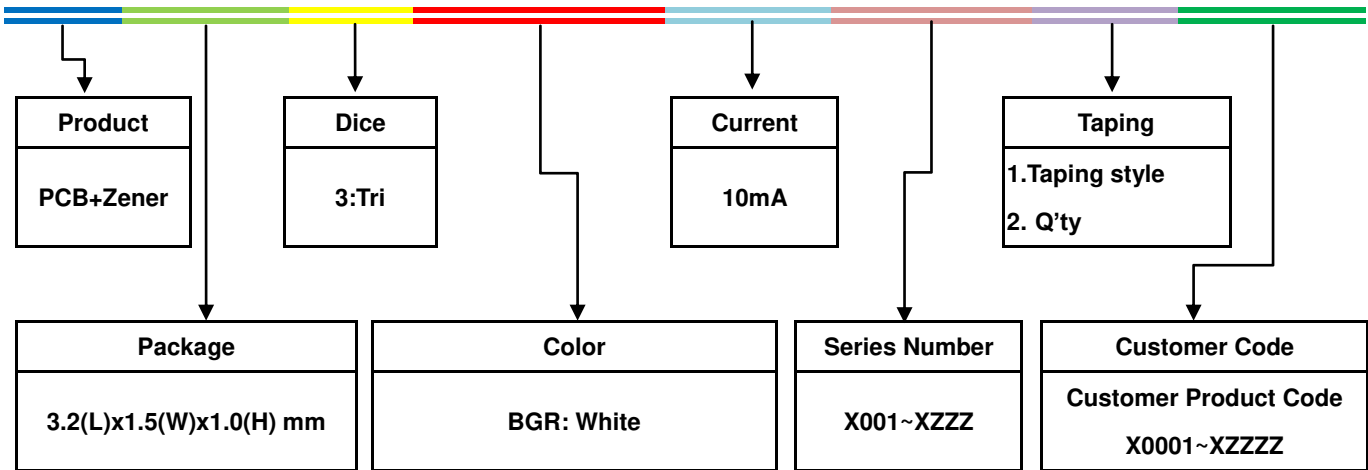 Product
PCB+Zener
Dice
3:Tri
Current
10mA
Taping
1.Taping style
2. Q’ty
Package
3.2(L)x1.5(W)x1.0(H) mm
Color
BGR: White
Series Number
X001~XZZZ
Customer Code
Customer Product Code
X0001~XZZZZ